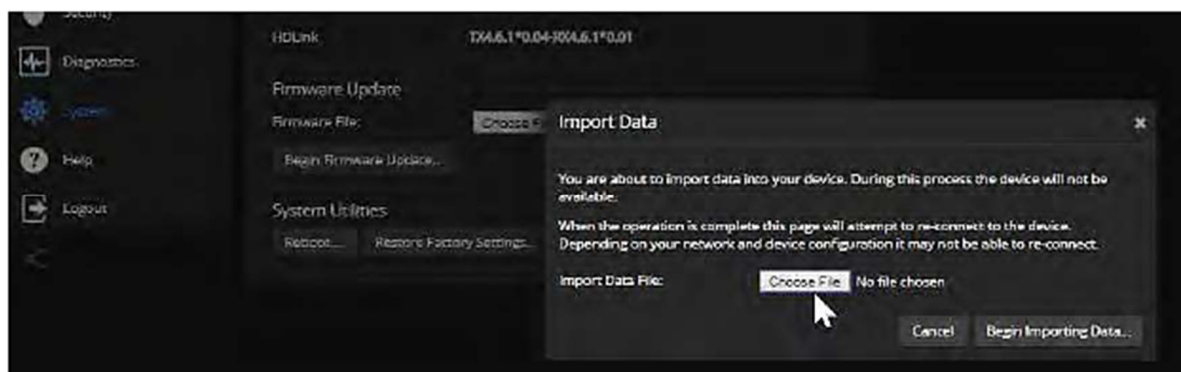 Security
HDLink TX4.6.1*0.04-RX4.6.1*0.01
Diagnostics
Firmware Update
System
Firmware File: Choose F
Import Data
Help
Begin Firmware Update...
You are about to import data into your device. During this process the device will not be
available.
Logout
System Utilities
When the operation is complete this page will attempt to re-connect to the device.
Depending on your network and device configuration it may not be able to re-connect.
Reboot... Restore Factory Settings...
Import Data File: Choose File No file chosen
Cancel Begin Importing Data...